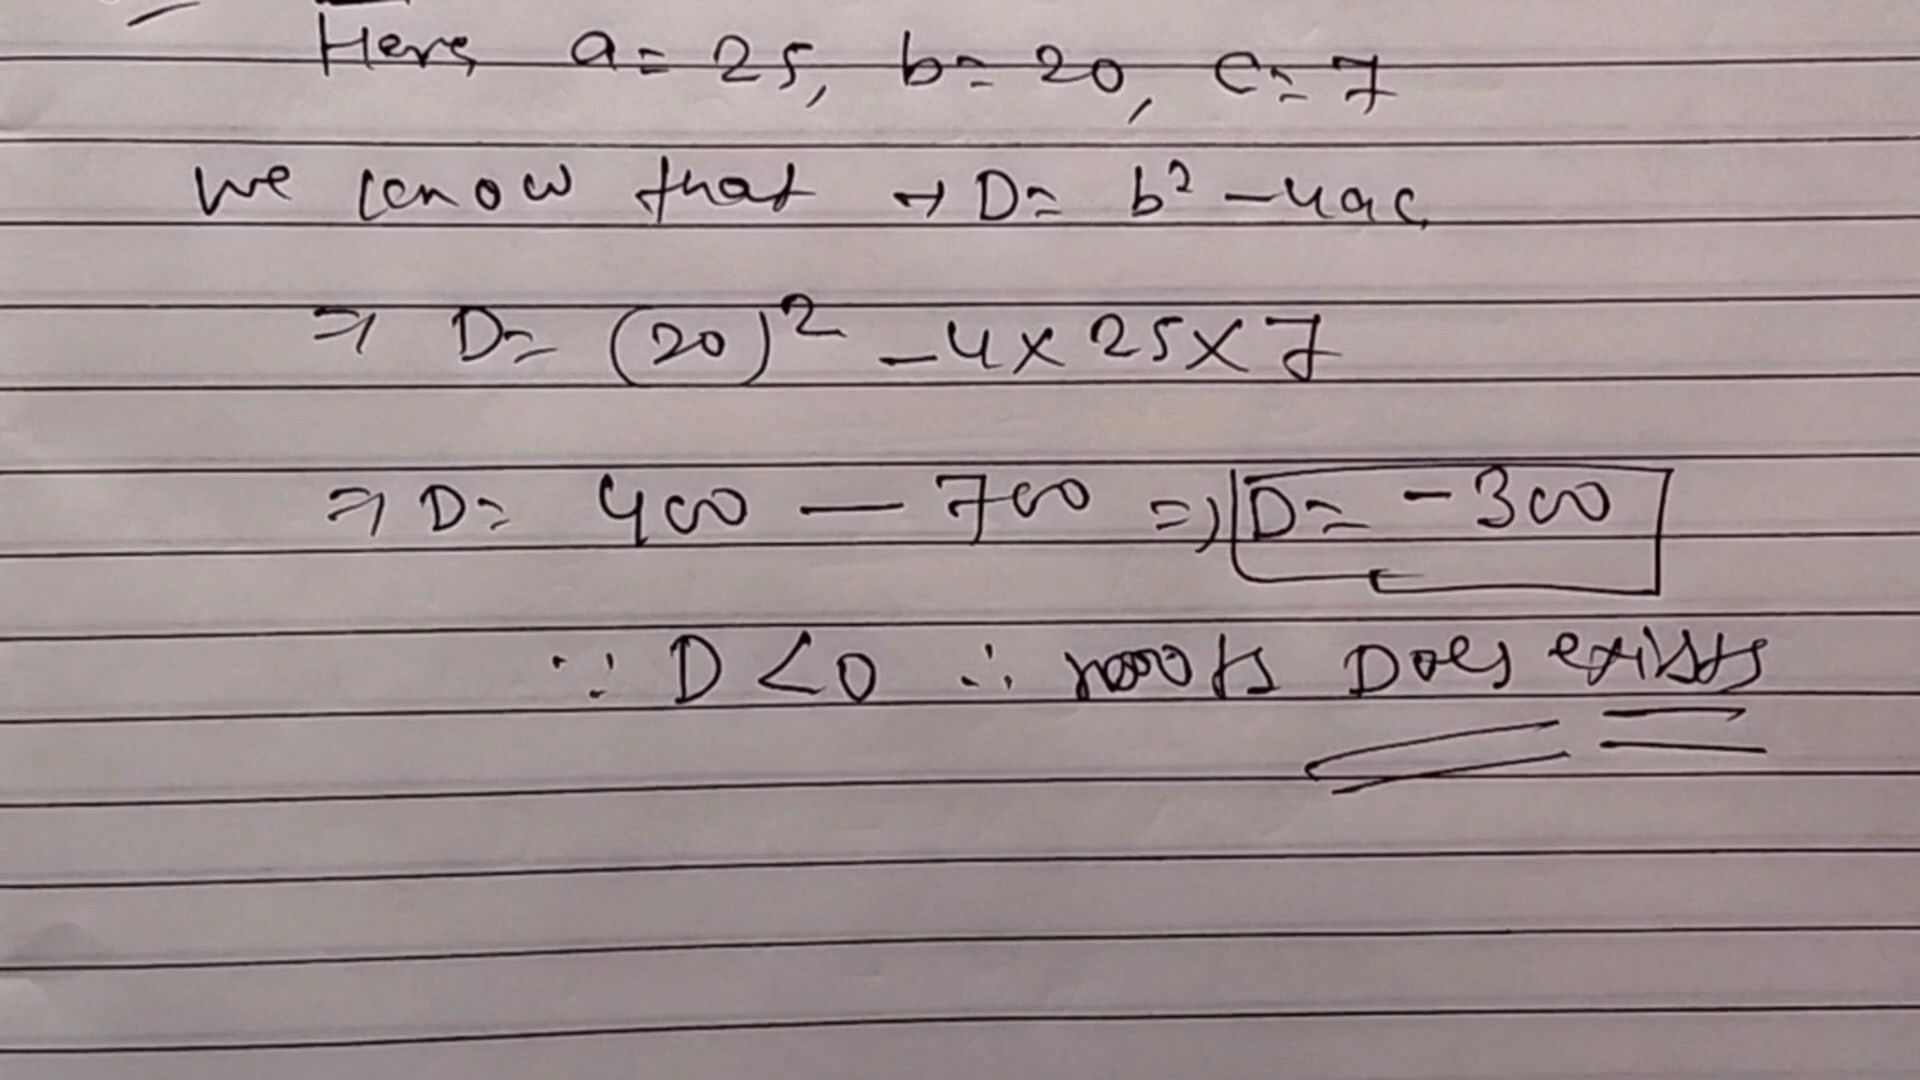 Here, a = 25, b = 20, c = 7
we know that → D = b² - 4ac
⇒ D = (20)² - 4 × 25 × 7
⇒ D = 400 - 700 ⇒ D = - 300
∵ D < 0 ∴ roots Does exists